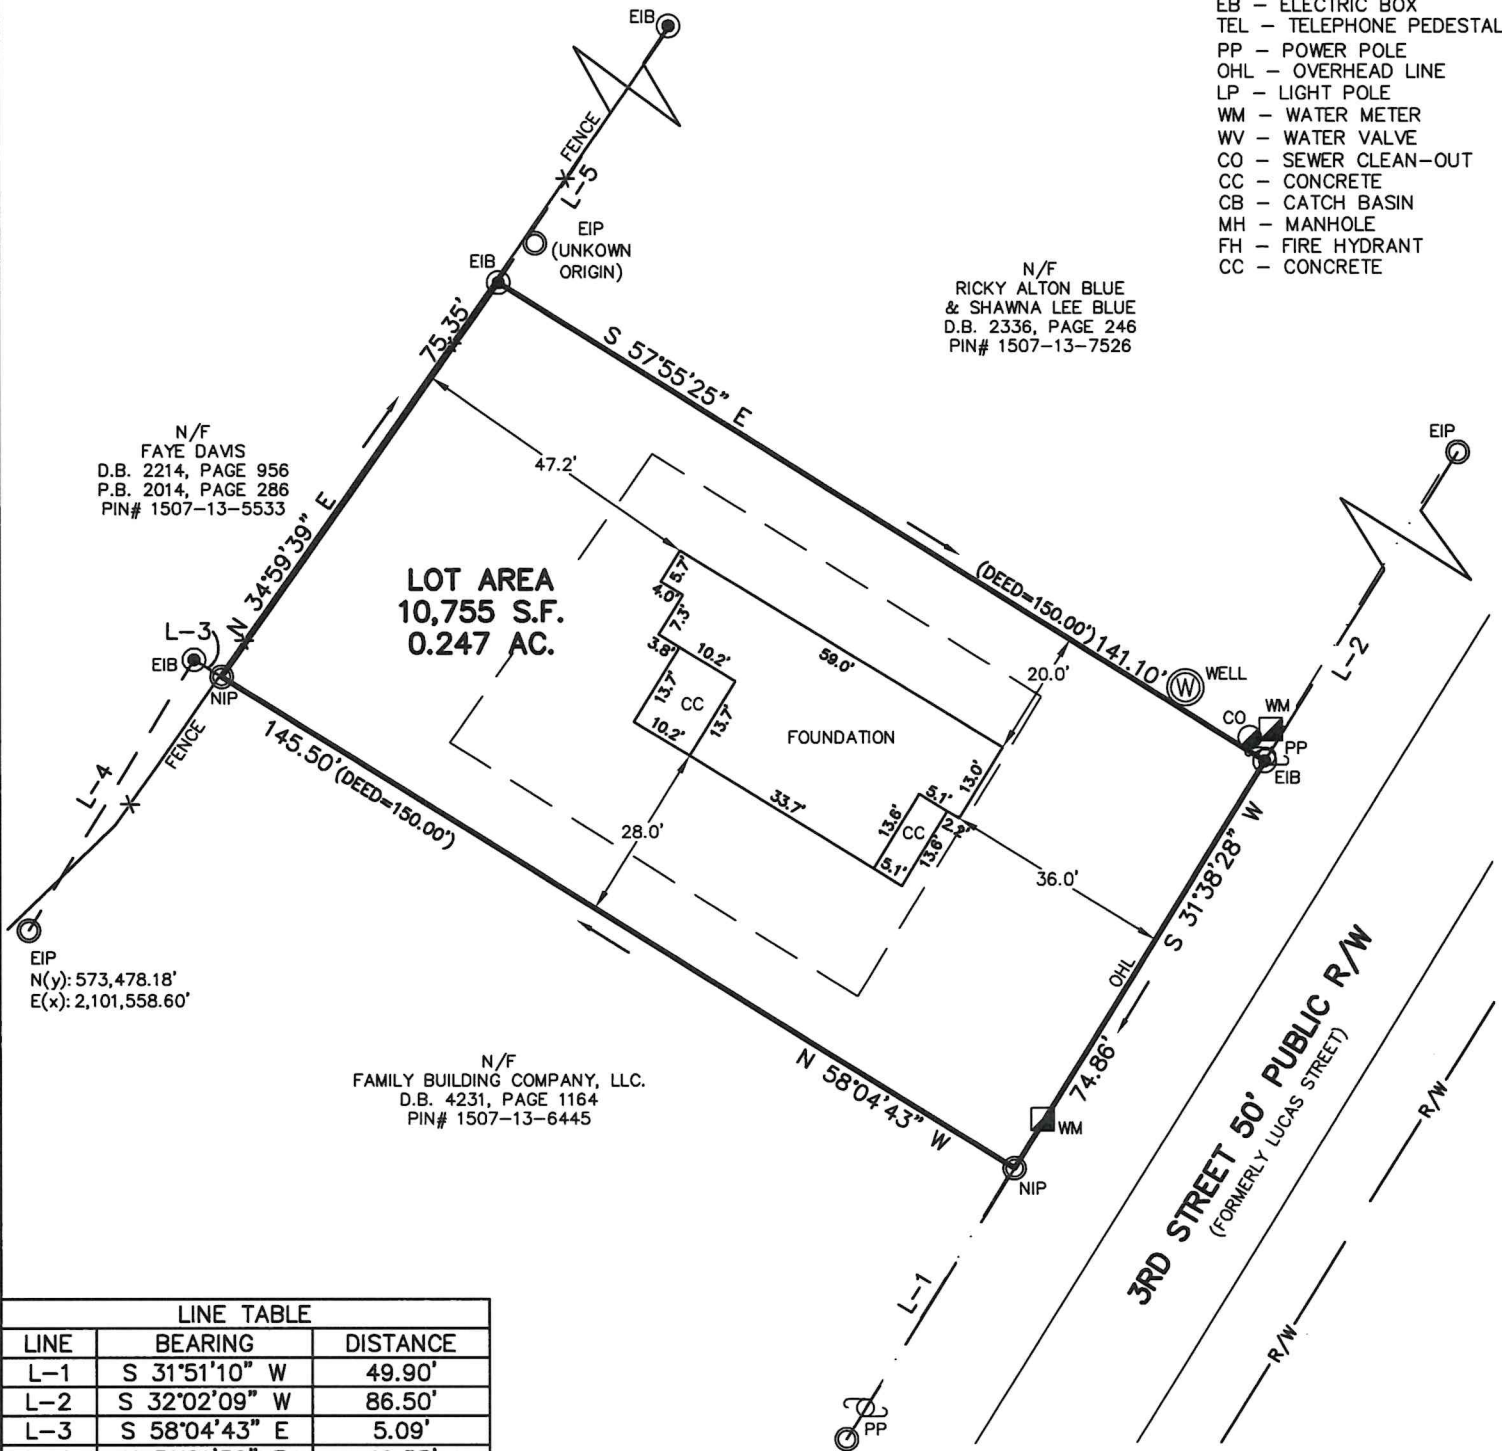 EB – ELECTRIC BOX
TEL – TELEPHONE PEDESTAL
PP – POWER POLE
OHL – OVERHEAD LINE
LP – LIGHT POLE
WM – WATER METER
WV – WATER VALVE
CO – SEWER CLEAN-OUT
CC – CONCRETE
CB – CATCH BASIN
MH – MANHOLE
FH – FIRE HYDRANT
CC – CONCRETE
EIB
FENCE
L-5
EIP
(UNKOWN
ORIGIN)
EIB
N/F
RICKY ALTON BLUE
& SHAWNA LEE BLUE
D.B. 2336, PAGE 246
PIN# 1507-13-7526
75.35'
S 57°55'25" E
N/F
FAYE DAVIS
D.B. 2214, PAGE 956
P.B. 2014, PAGE 286
PIN# 1507-13-5533
EIP
47.2'
N 34°59'39" E
LOT AREA
10,755 S.F.
0.247 AC.
5.7'
4.0'
7.3'
3.8'
10.2'
13.7'
CC
13.7'
10.2'
59.0'
(DEED=150.00') 141.10'
20.0'
WELL
W
L-2
L-3
EIB
NIP
CO
WM
PP
EIB
FOUNDATION
FENCE
L-4
145.50' (DEED=150.00')
33.7'
13.0'
5.1'
13.6'
CC
13.6'
2.2'
5.1'
28.0'
36.0'
S 31°38'28" W
OHL
EIP
N(y): 573,478.18'
E(x): 2,101,558.60'
74.86'
N/F
FAMILY BUILDING COMPANY, LLC.
D.B. 4231, PAGE 1164
PIN# 1507-13-6445
N 58°04'43" W
WM
NIP
3RD STREET 50' PUBLIC R/W
(FORMERLY LUCAS STREET)
R/W
R/W
L-1
PP
LINE TABLE
LINE BEARING DISTANCE
L-1 S 31°51'10" W 49.90'
L-2 S 32°02'09" W 86.50'
L-3 S 58°04'43" E 5.09'